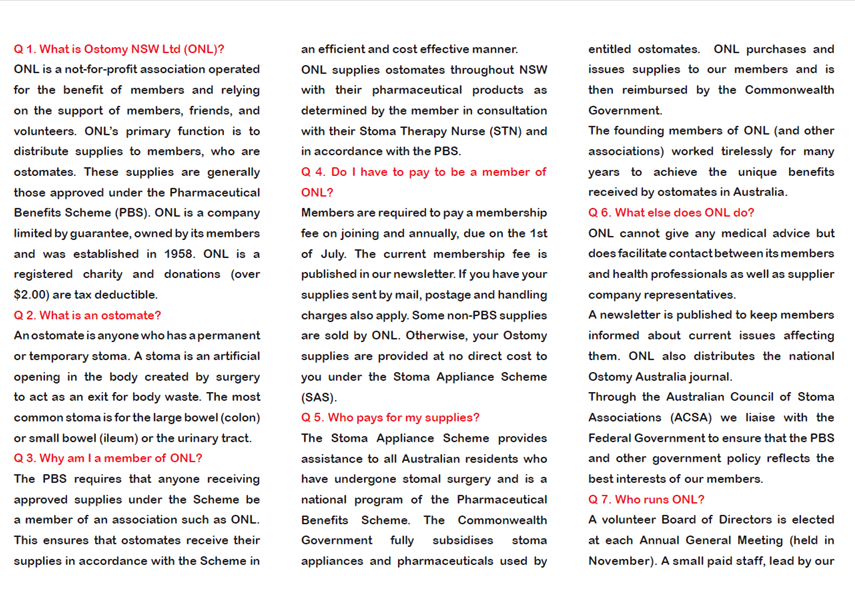 Q 1. What is Ostomy NSW Ltd (ONL)?
ONL is a not-for-profit association operated
for the benefit of members and relying
on the support of members, friends, and
volunteers. ONL's primary function is to
distribute supplies to members, who are
ostomates. These supplies are generally
those approved under the Pharmaceutical
Benefits Scheme (PBS). ONL is a company
limited by guarantee, owned by its members
and was established in 1958. ONL is a
registered charity and donations (over
$2.00) are tax deductible.
Q 2. What is an ostomate?
An ostomate is anyone who has a permanent
or temporary stoma. A stoma is an artificial
opening in the body created by surgery
to act as an exit for body waste. The most
common stoma is for the large bowel (colon)
or small bowel (ileum) or the urinary tract.
Q 3. Why am I a member of ONL?
The PBS requires that anyone receiving
approved supplies under the Scheme be
a member of an association such as ONL.
This ensures that ostomates receive their
supplies in accordance with the Scheme in
an efficient and cost effective manner.
ONL supplies ostomates throughout NSW
with their pharmaceutical products as
determined by the member in consultation
with their Stoma Therapy Nurse (STN) and
in accordance with the PBS.
Q 4. Do I have to pay to be a member of
ONL?
Members are required to pay a membership
fee on joining and annually, due on the 1st
of July. The current membership fee is
published in our newsletter. If you have your
supplies sent by mail, postage and handling
charges also apply. Some non-PBS supplies
are sold by ONL. Otherwise, your Ostomy
supplies are provided at no direct cost to
you under the Stoma Appliance Scheme
(SAS).
Q 5. Who pays for my supplies?
The Stoma Appliance Scheme provides
assistance to all Australian residents who
have undergone stomal surgery and is a
national program of the Pharmaceutical
Benefits Scheme. The Commonwealth
Government fully subsidises stoma
appliances and pharmaceuticals used by
entitled ostomates. ONL purchases and
issues supplies to our members and is
then reimbursed by the Commonwealth
Government.
The founding members of ONL (and other
associations) worked tirelessly for many
years to achieve the unique benefits
received by ostomates in Australia.
Q 6. What else does ONL do?
ONL cannot give any medical advice but
does facilitate contact between its members
and health professionals as well as supplier
company representatives.
A newsletter is published to keep members
informed about current issues affecting
them. ONL also distributes the national
Ostomy Australia journal.
Through the Australian Council of Stoma
Associations (ACSA) we liaise with the
Federal Government to ensure that the PBS
and other government policy reflects the
best interests of our members.
Q 7. Who runs ONL?
A volunteer Board of Directors is elected
at each Annual General Meeting (held in
November). A small paid staff, lead by our